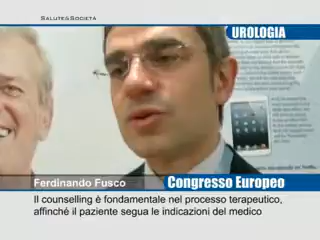 SALUTE&SOCIETÀ
UROLOGIA
Ferdinando Fusco
Congresso Europeo
Il counselling è fondamentale nel processo terapeutico,
affinché il paziente segua le indicazioni del medico